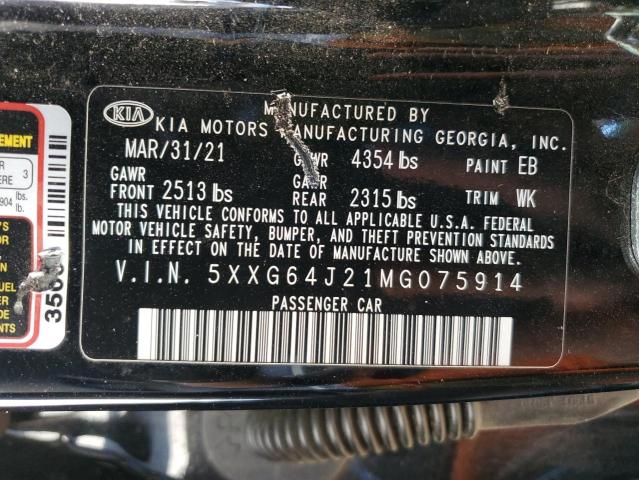 MANUFACTURED BY
KIA KIA MOTORS MANUFACTURING GEORGIA, INC.
MAR/31/21 GVWR 4354 lbs PAINT EB
GAWR FRONT 2513 lbs GAWR REAR 2315 lbs TRIM WK
THIS VEHICLE CONFORMS TO ALL APPLICABLE U.S.A. FEDERAL
MOTOR VEHICLE SAFETY, BUMPER, AND THEFT PREVENTION STANDARDS
IN EFFECT ON THE DATE OF MANUFACTURE SHOWN ABOVE.
V.I.N. 5XXG64J21MG075914
PASSENGER CAR
3
lbs.